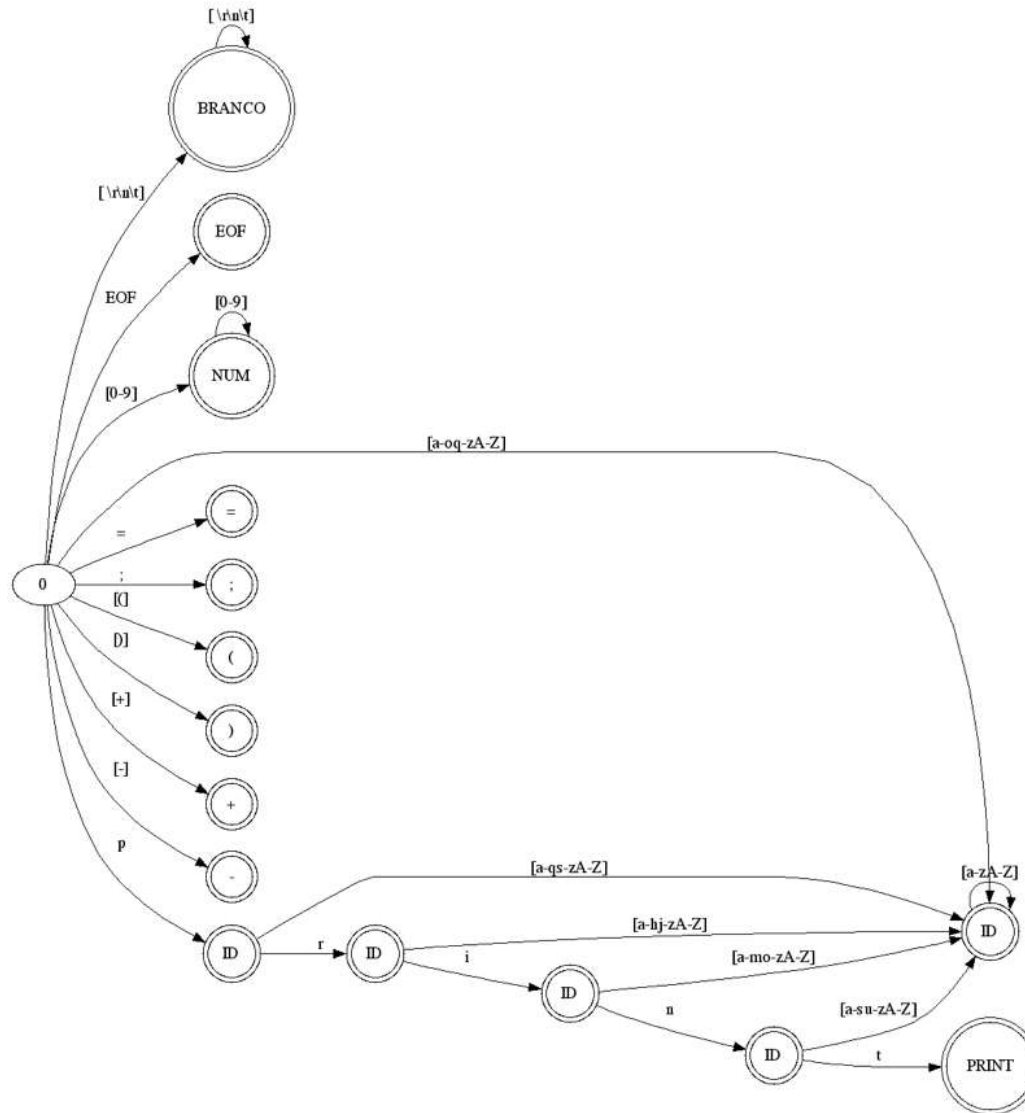 [ \r\n\t]
BRANCO
[ \r\n\t]
EOF
EOF
[0-9]
[0-9]
NUM
[a-oq-zA-Z]
=
=
0
;
;
[(]
(
[)]
)
[+]
+
[-]
-
p
[a-qs-zA-Z]
[a-zA-Z]
ID
r
ID
[a-hj-zA-Z]
ID
i
[a-mo-zA-Z]
ID
n
[a-su-zA-Z]
ID
t
PRINT